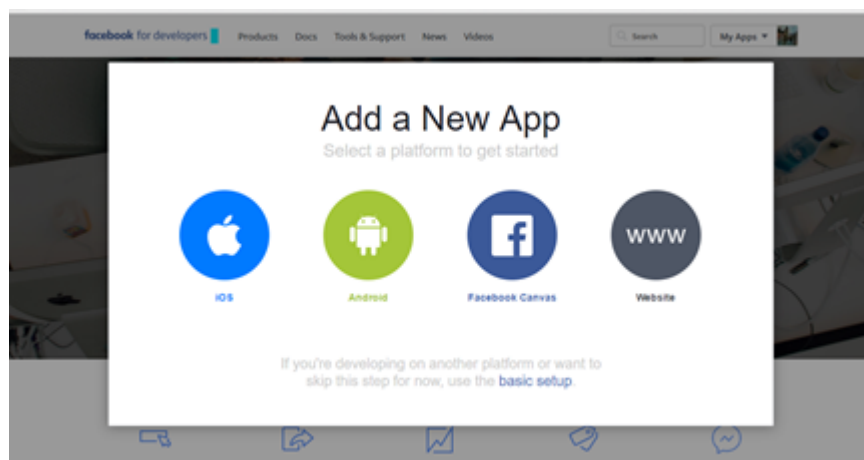 facebook for developers Products Docs Tools & Support News Videos Search My Apps
Add a New App
Select a platform to get started
www
iOS Android Facebook Canvas Website
If you're developing on another platform or want to
skip this step for now, use the basic setup.